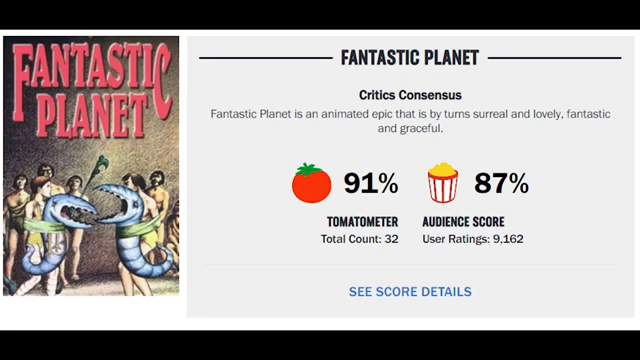 FANTASTIC
PLANET
FANTASTIC PLANET
Critics Consensus
Fantastic Planet is an animated epic that is by turns surreal and lovely, fantastic
and graceful.
91%
87%
TOMATOMETER
AUDIENCE SCORE
Total Count: 32
User Ratings: 9,162
SEE SCORE DETAILS